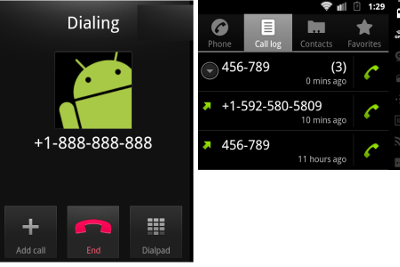 Dialing
+1-888-888-888
Add call
End
Dialpad
1:29
Phone
Call log
Contacts
Favorites
456-789 (3)
0 mins ago
+1-592-580-5809
10 mins ago
456-789
11 hours ago